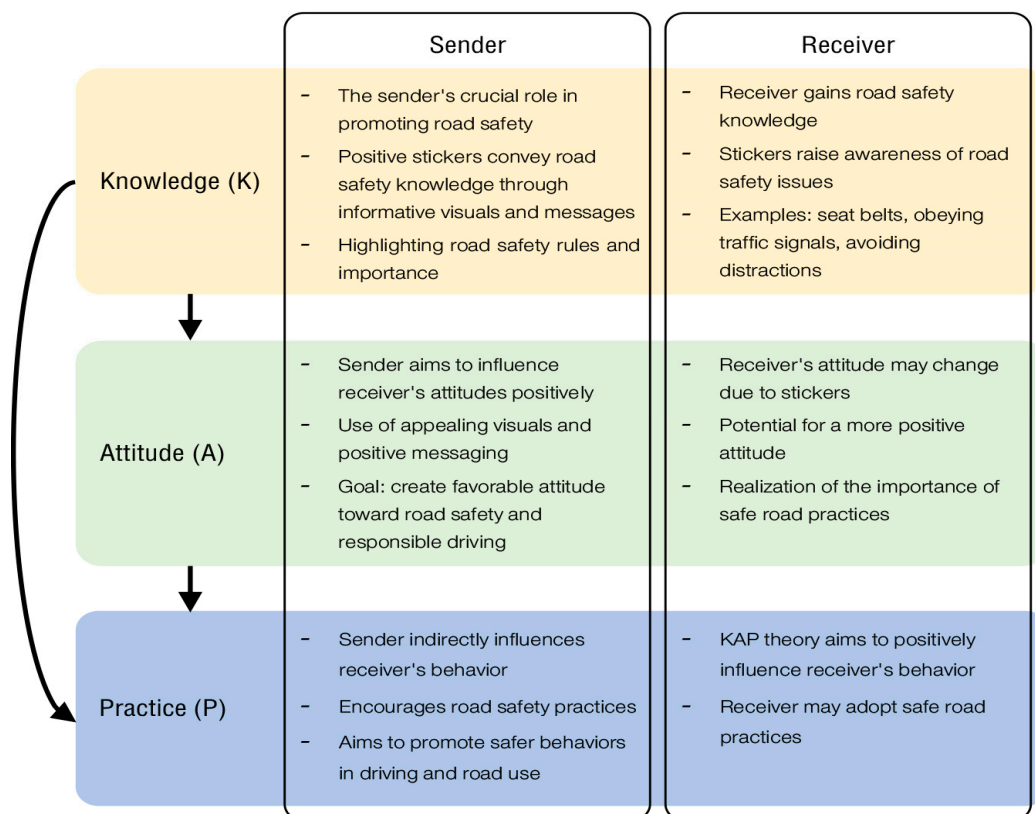 Sender
Receiver
Knowledge (K)
- The sender's crucial role in
promoting road safety
- Positive stickers convey road
safety knowledge through
informative visuals and messages
- Highlighting road safety rules and
importance
- Receiver gains road safety
knowledge
- Stickers raise awareness of road
safety issues
- Examples: seat belts, obeying
traffic signals, avoiding
distractions
Attitude (A)
- Sender aims to influence
receiver's attitudes positively
- Use of appealing visuals and
positive messaging
- Goal: create favorable attitude
toward road safety and
responsible driving
- Receiver's attitude may change
due to stickers
- Potential for a more positive
attitude
- Realization of the importance of
safe road practices
Practice (P)
- Sender indirectly influences
receiver's behavior
- Encourages road safety practices
- Aims to promote safer behaviors
in driving and road use
- KAP theory aims to positively
influence receiver's behavior
- Receiver may adopt safe road
practices